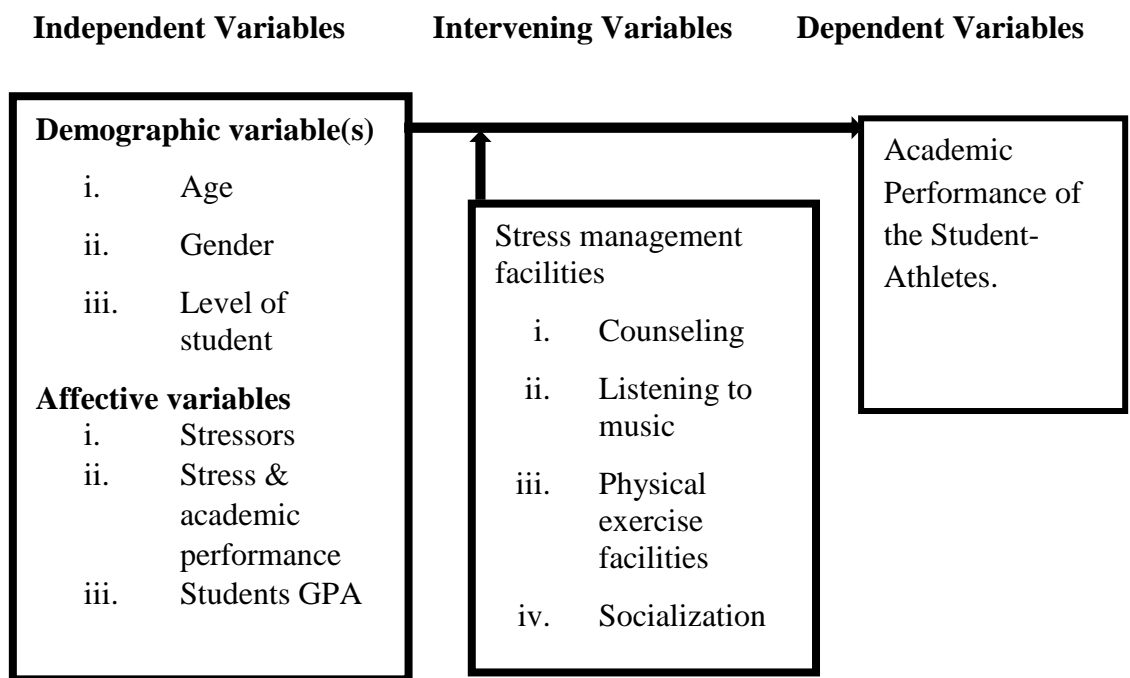 Independent Variables Intervening Variables Dependent Variables
Demographic variable(s)
i. Age
ii. Gender
iii. Level of
student
Affective variables
i. Stressors
ii. Stress &
academic
performance
iii. Students GPA
Stress management
facilities
i. Counseling
ii. Listening to
music
iii. Physical
exercise
facilities
iv. Socialization
Academic
Performance of
the Student-
Athletes.